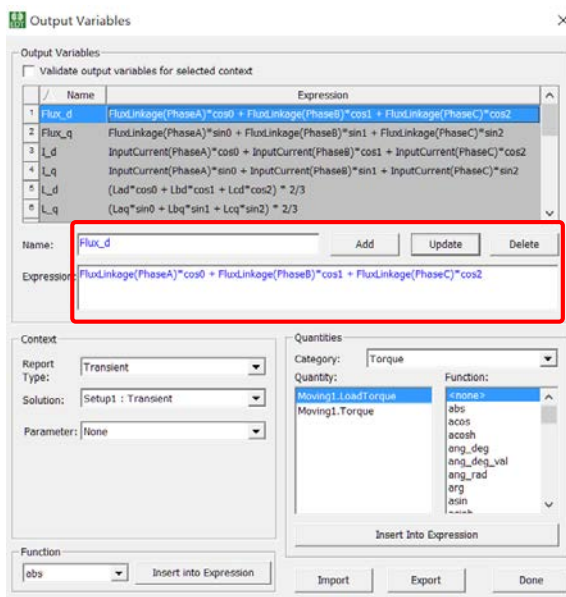 Output Variables
Output Variables
Validate output variables for selected context
/ Name Expression
1 Flux_d FluxLinkage(PhaseA)*cos0 + FluxLinkage(PhaseB)*cos1 + FluxLinkage(PhaseC)*cos2
2 Flux_q FluxLinkage(PhaseA)*sin0 + FluxLinkage(PhaseB)*sin1 + FluxLinkage(PhaseC)*sin2
3 I_d InputCurrent(PhaseA)*cos0 + InputCurrent(PhaseB)*cos1 + InputCurrent(PhaseC)*cos2
4 I_q InputCurrent(PhaseA)*sin0 + InputCurrent(PhaseB)*sin1 + InputCurrent(PhaseC)*sin2
5 L_d (Lad*cos0 + Lbd*cos1 + Lcd*cos2) * 2/3
6 L_q (Laq*sin0 + Lbq*sin1 + Lcq*sin2) * 2/3
Name: Flux_d Add Update Delete
Expression: FluxLinkage(PhaseA)*cos0 + FluxLinkage(PhaseB)*cos1 + FluxLinkage(PhaseC)*cos2
Context
Report Type: Transient
Solution: Setup1 : Transient
Parameter: None
Function
abs Insert into Expression
Quantities
Category: Torque
Quantity: Function:
Moving1.LoadTorque <none>
Moving1.Torque abs
acos
acosh
ang_deg
ang_deg_val
ang_rad
arg
asin
Insert Into Expression
Import Export Done